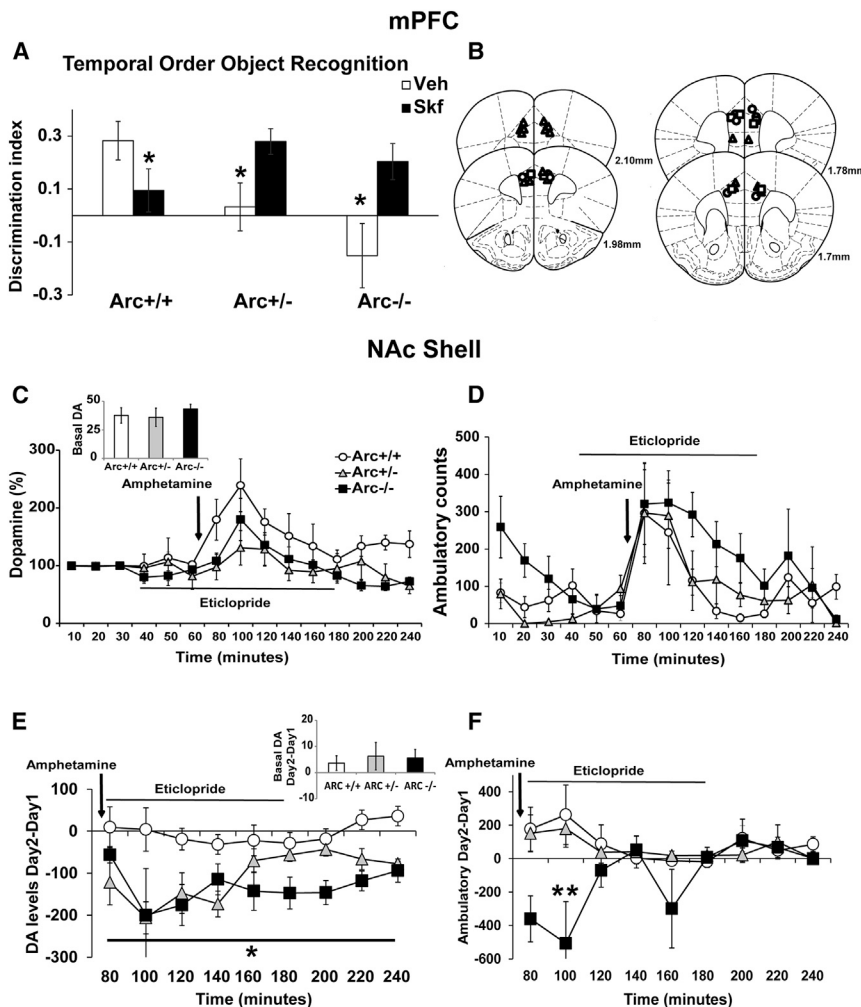 mPFC
A
Temporal Order Object Recognition
Veh
Skf
Discrimination index
0.3
0.1
-0.1
-0.3
*
*
*
Arc+/+ Arc+/- Arc-/-
B
2.10mm
1.98mm
1.78mm
1.7mm
NAc Shell
C
Basal DA
50
25
0
Arc+/+ Arc+/- Arc-/-
Amphetamine
Arc+/+
Arc+/-
Arc-/-
Dopamine (%)
300
200
100
0
Eticlopride
10 20 30 40 50 60 80 100 120 140 160 180 200 220 240
Time (minutes)
D
Eticlopride
Amphetamine
Ambulatory counts
500
400
300
200
100
0
10 20 30 40 50 60 80 100 120 140 160 180 200 220 240
Time (minutes)
E
Amphetamine
Eticlopride
Basal DA
Day2-Day1
20
10
0
-10
ARC +/+ ARC +/- ARC -/-
DA levels Day2-Day1
100
0
-100
-200
-300
*
80 100 120 140 160 180 200 220 240
Time (minutes)
F
Amphetamine
Eticlopride
Ambulatory Day2-Day1
400
200
0
-200
-400
-600
**
80 100 120 140 160 180 200 220 240
Time (minutes)